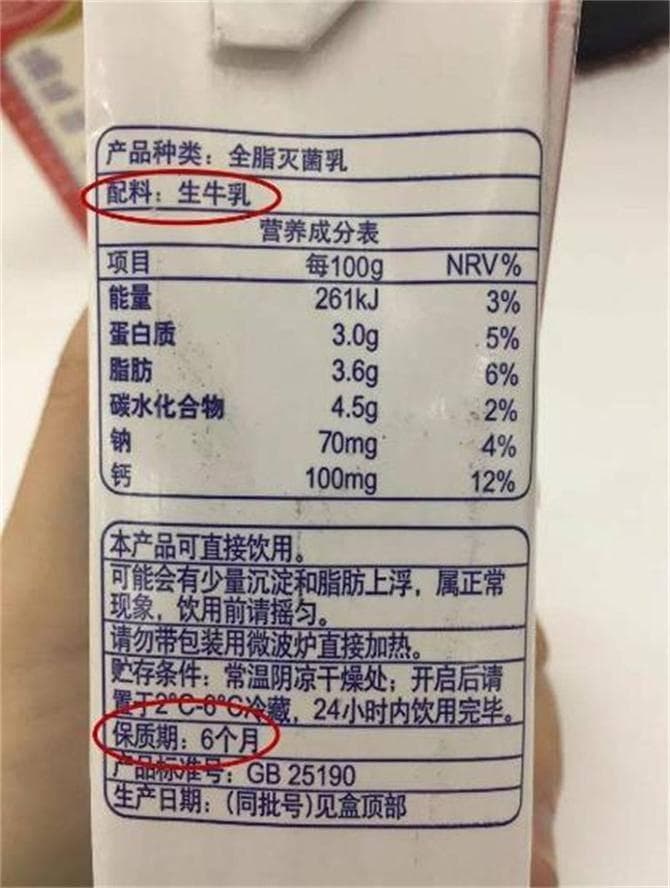 产品种类：全脂灭菌乳
配料：生牛乳
营养成分表
项目 每100g NRV%
能量 261kJ 3%
蛋白质 3.0g 5%
脂肪 3.6g 6%
碳水化合物 4.5g 2%
钠 70mg 4%
钙 100mg 12%
本产品可直接饮用。
可能会有少量沉淀和脂肪上浮，属正常
现象，饮用前请摇匀。
请勿带包装用微波炉直接加热。
贮存条件：常温阴凉干燥处；开启后请
置于2°C-6°C冷藏，24小时内饮用完毕。
保质期：6个月
产品标准号：GB 25190
生产日期：(同批号)见盒顶部